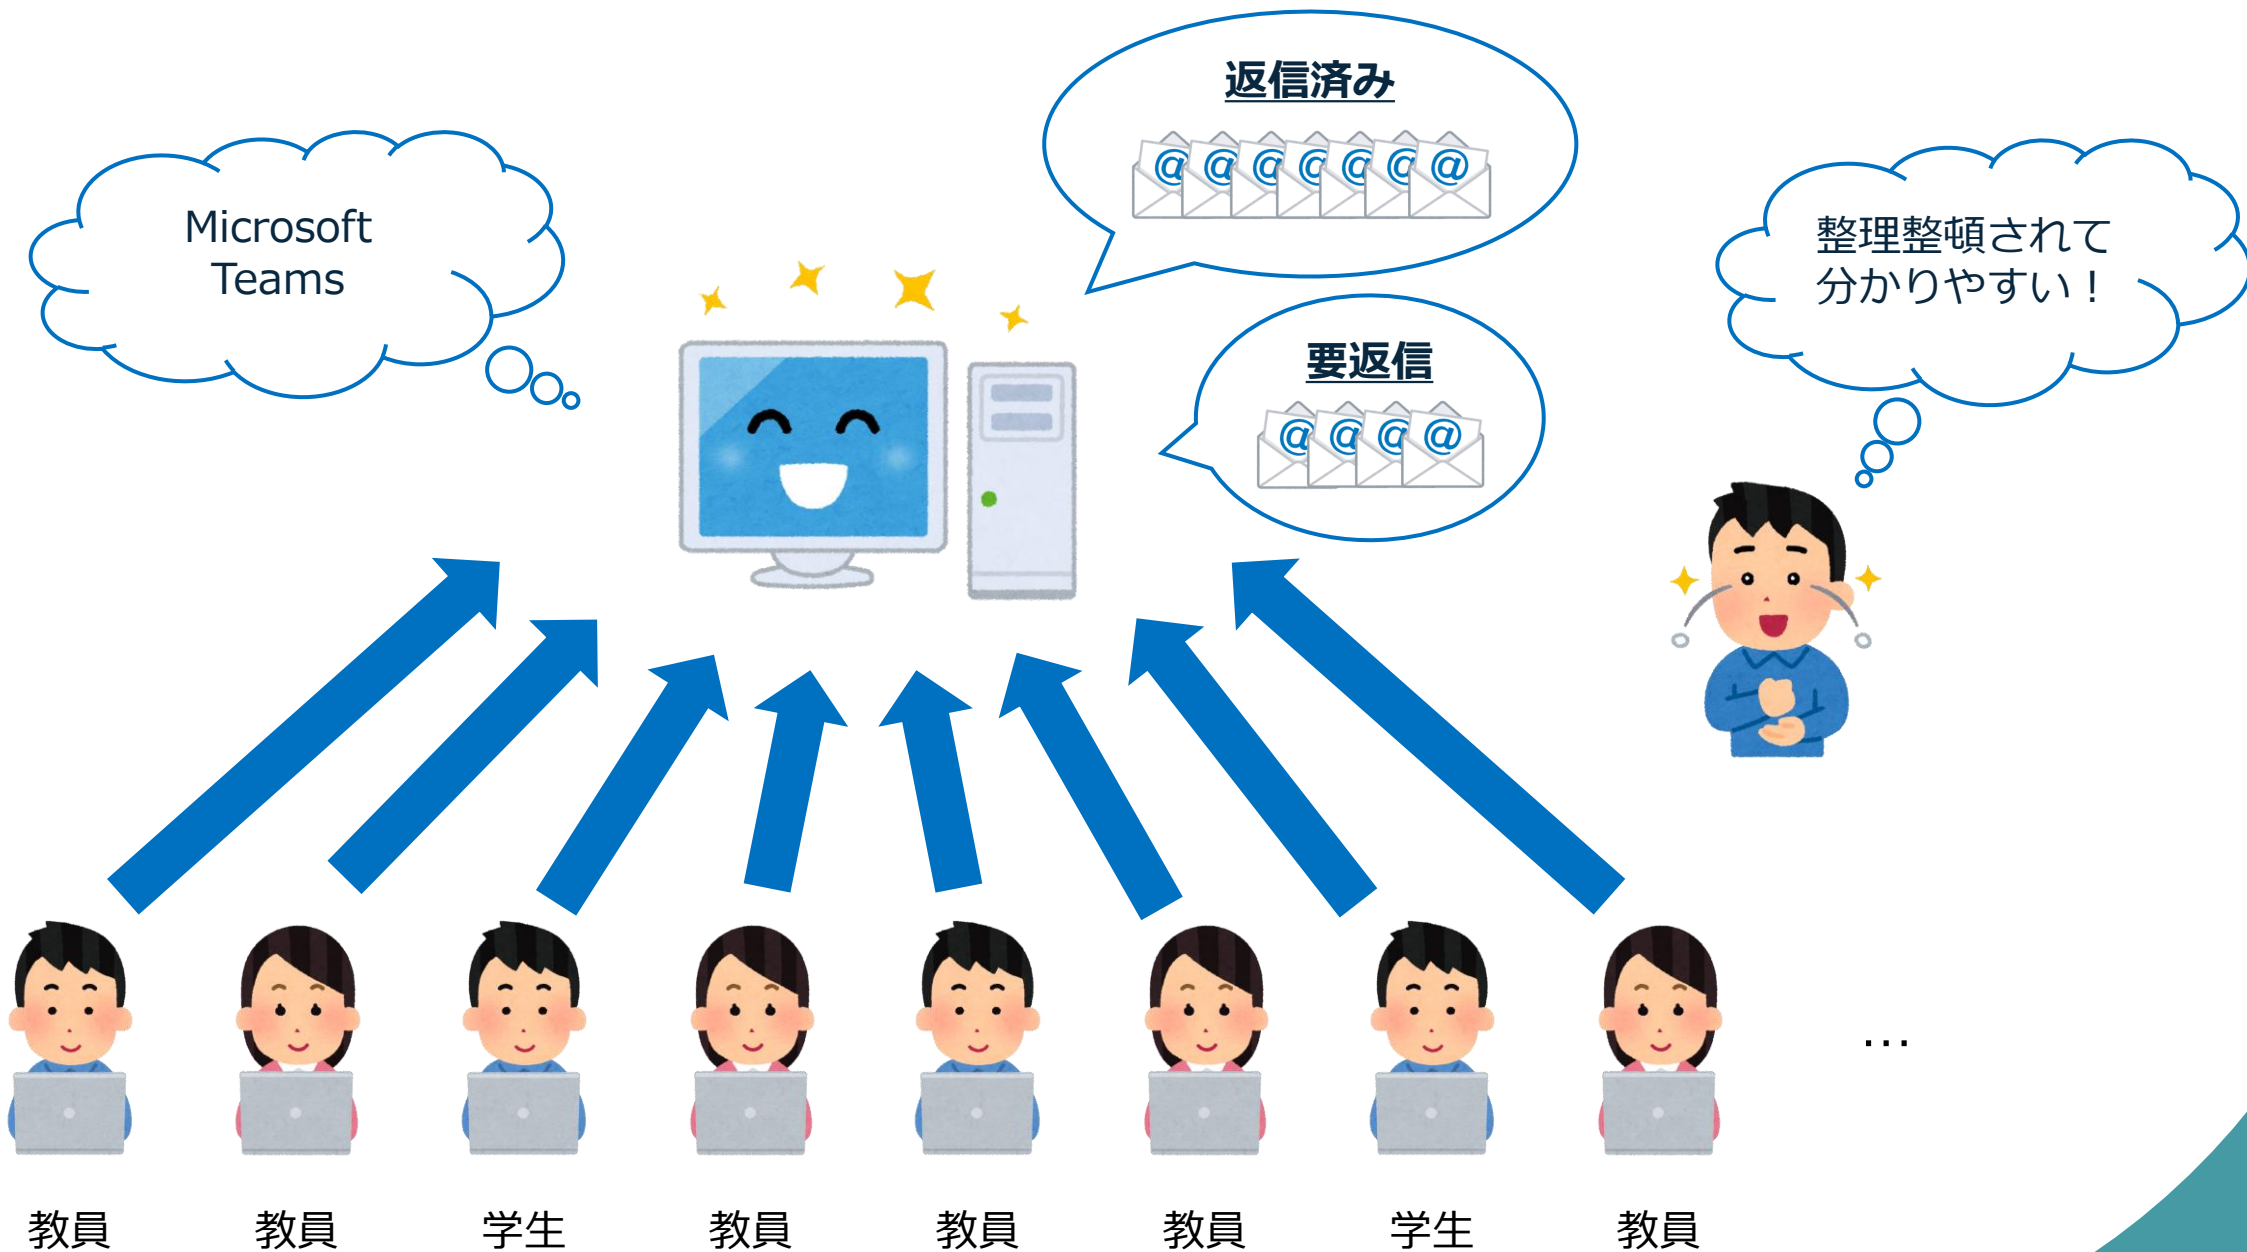 返信済み
@ @ @ @ @ @ @
Microsoft
Teams
整理整頓されて
分かりやすい！
要返信
@ @ @ @
…
教員 教員 学生 教員 教員 教員 学生 教員